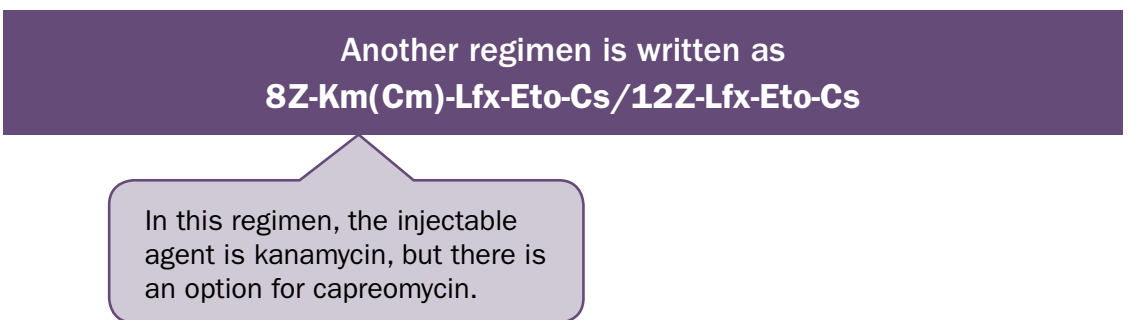 Another regimen is written as
8Z-Km(Cm)-Lfx-Eto-Cs/12Z-Lfx-Eto-Cs
In this regimen, the injectable
agent is kanamycin, but there is
an option for capreomycin.